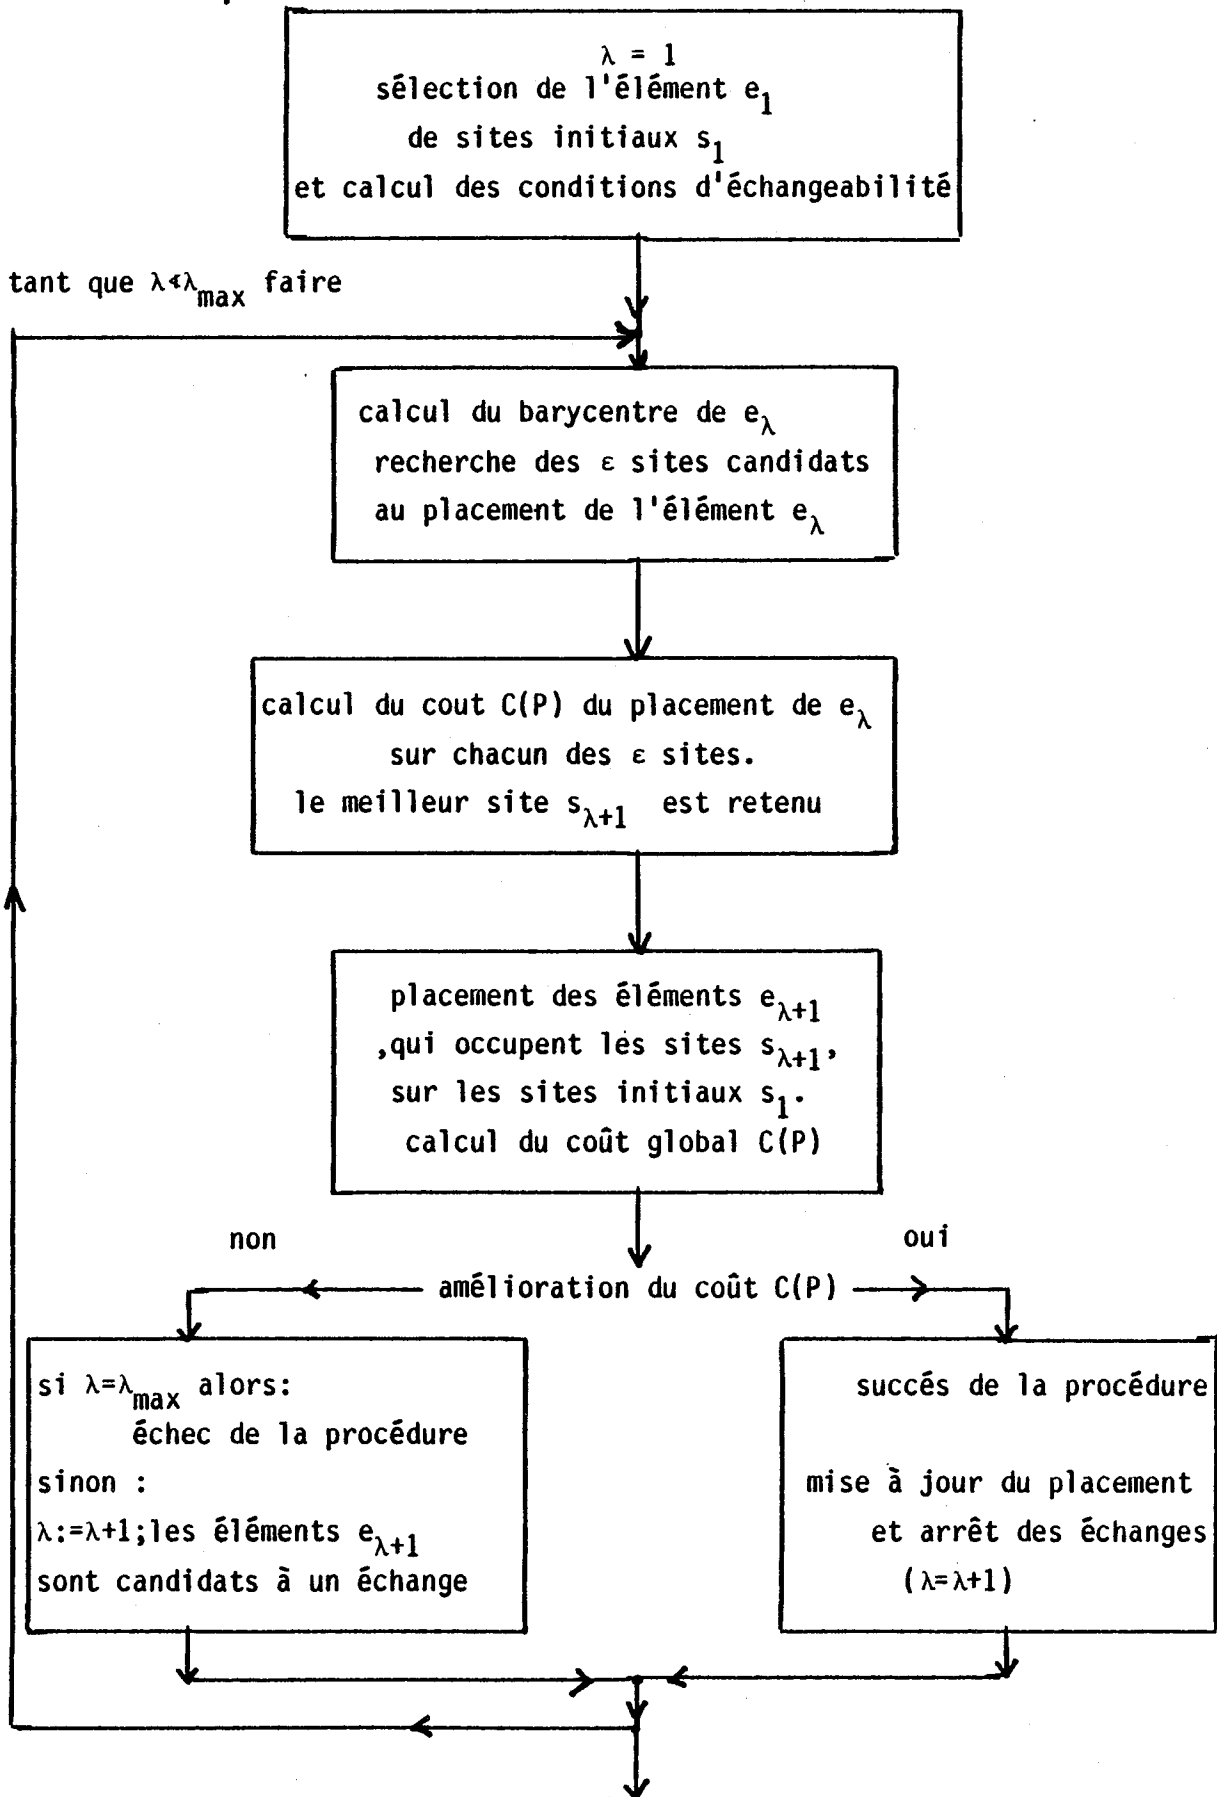 λ = 1
sélection de l'élément e₁
de sites initiaux s₁
et calcul des conditions d'échangeabilité
tant que λ<λmax faire
calcul du barycentre de eλ
recherche des ε sites candidats
au placement de l'élément eλ
calcul du cout C(P) du placement de eλ
sur chacun des ε sites.
le meilleur site sλ+1 est retenu
placement des éléments eλ+1
,qui occupent les sites sλ+1,
sur les sites initiaux s₁.
calcul du coût global C(P)
non
oui
amélioration du coût C(P)
si λ=λmax alors:
échec de la procédure
sinon :
λ:=λ+1;les éléments eλ+1
sont candidats à un échange
succés de la procédure
mise à jour du placement
et arrêt des échanges
(λ=λ+1)